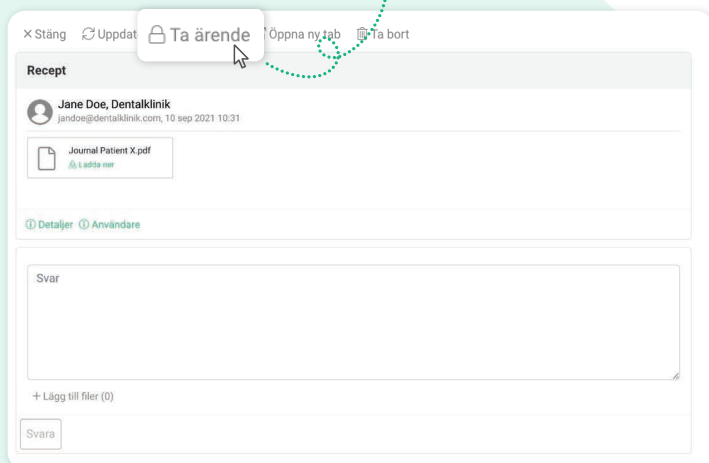 Stäng Uppdat Ta ärende Öppna ny tab Ta bort
Recept
Jane Doe, Dentalklinik
jandoe@dentalklinik.com, 10 sep 2021 10:31
Journal Patient X.pdf
Ladda ner
Detaljer Användare
Svar
+ Lägg till filer (0)
Svara